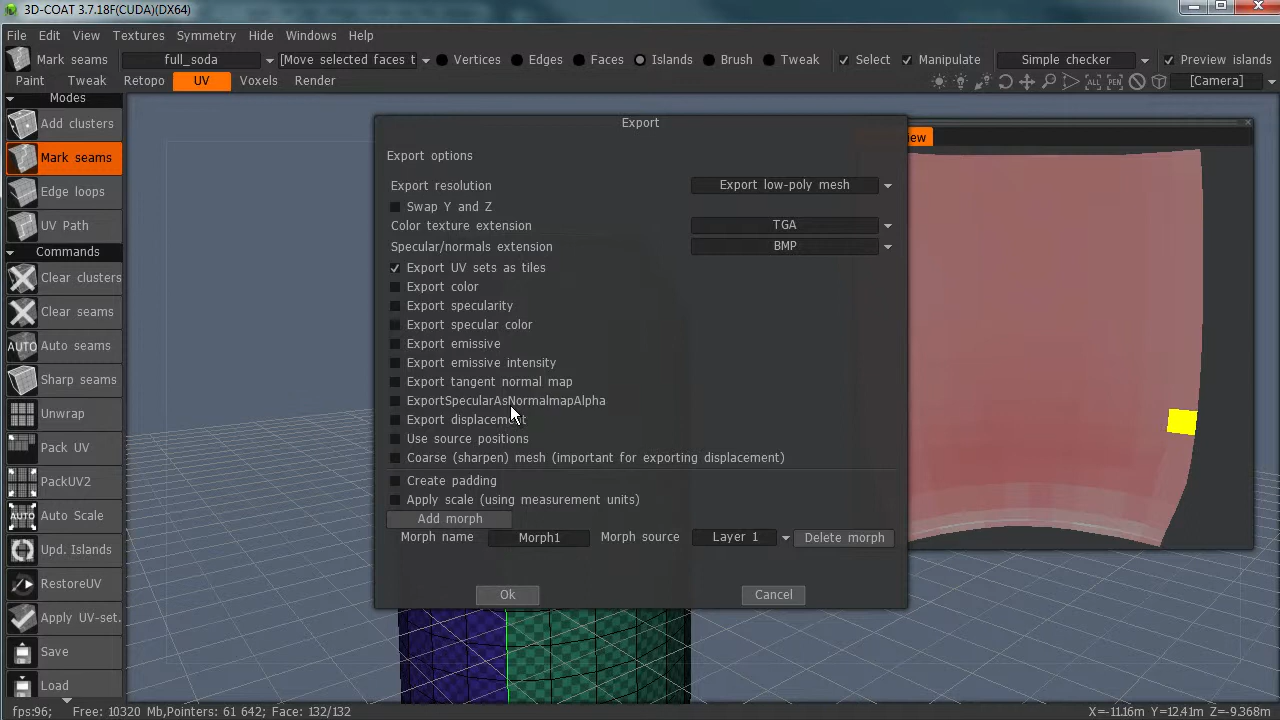 3D-COAT 3.7.18F(CUDA)(DX64)
File Edit View Textures Symmetry Hide Windows Help
Mark seams full_soda [Move selected faces t Vertices Edges Faces Islands Brush Tweak Select Manipulate Simple checker Preview islands
Paint Tweak Retopo UV Voxels Render ALL PEN [Camera]
Modes
Add clusters
Mark seams
Edge loops
UV Path
Commands
Clear clusters
Clear seams
AUTO Auto seams
Sharp seams
Unwrap
Pack UV
PackUV2
AUTO Auto Scale
Upd. Islands
RestoreUV
Apply UV-set.
Save
Load
Export
ew
Export options
Export resolution Export low-poly mesh
Swap Y and Z
Color texture extension TGA
Specular/normals extension BMP
Export UV sets as tiles
Export color
Export specularity
Export specular color
Export emissive
Export emissive intensity
Export tangent normal map
ExportSpecularAsNormalmapAlpha
Export displacement
Use source positions
Coarse (sharpen) mesh (important for exporting displacement)
Create padding
Apply scale (using measurement units)
Add morph
Morph name Morph1 Morph source Layer 1 Delete morph
Ok Cancel
fps:96; Free: 10320 Mb,Pointers: 61 642; Face: 132/132 X=-11.16m Y=12.41m Z=-9.368m